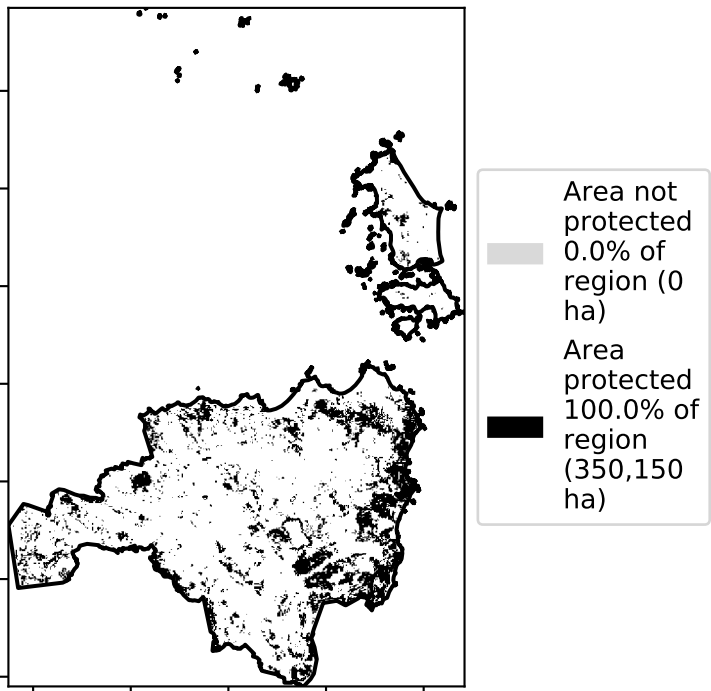 Area not
protected
0.0% of
region (0
ha)
Area
protected
100.0% of
region
(350,150
ha)